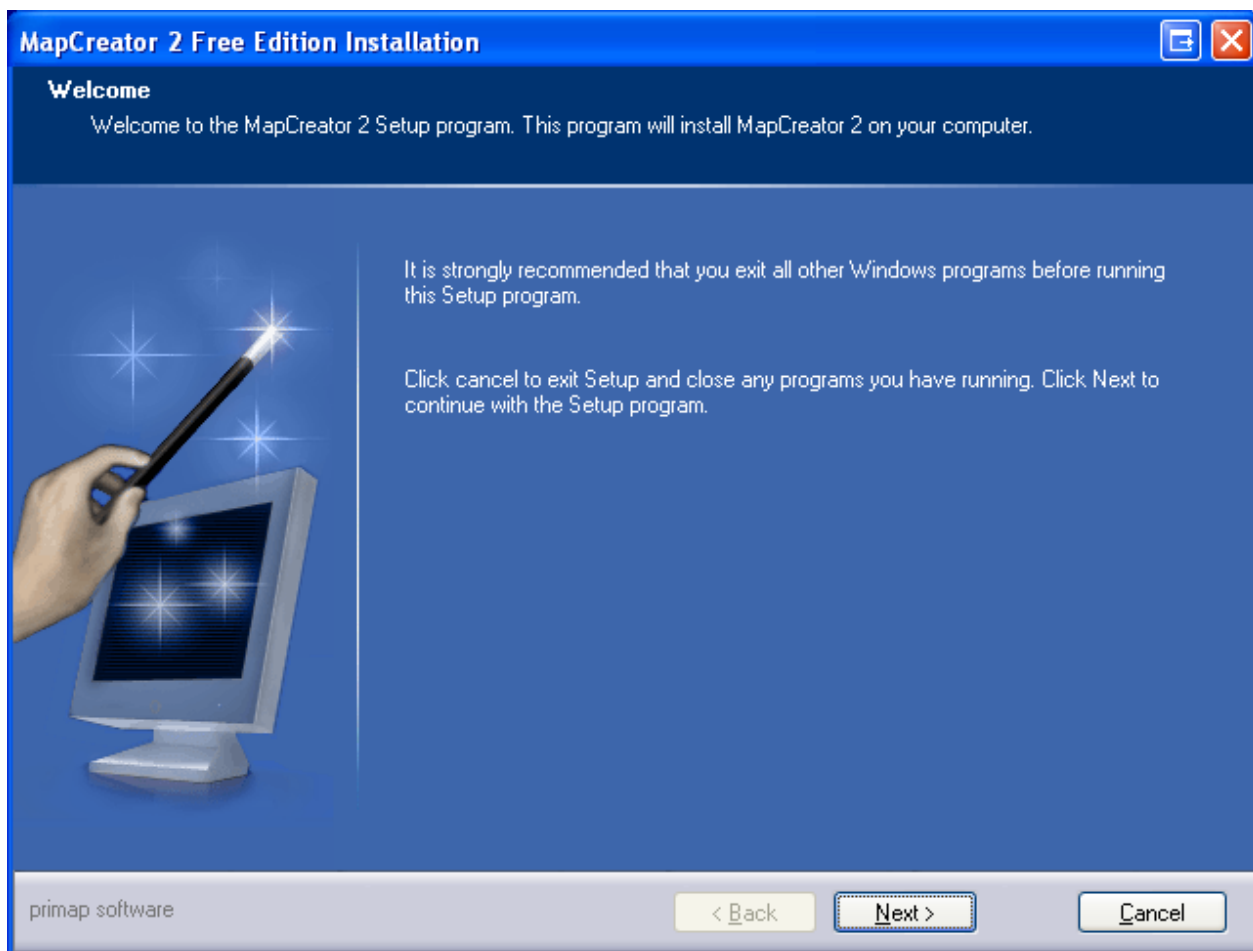 MapCreator 2 Free Edition Installation
Welcome
Welcome to the MapCreator 2 Setup program. This program will install MapCreator 2 on your computer.
It is strongly recommended that you exit all other Windows programs before running
this Setup program.
Click cancel to exit Setup and close any programs you have running. Click Next to
continue with the Setup program.
primap software
< Back
Next >
Cancel